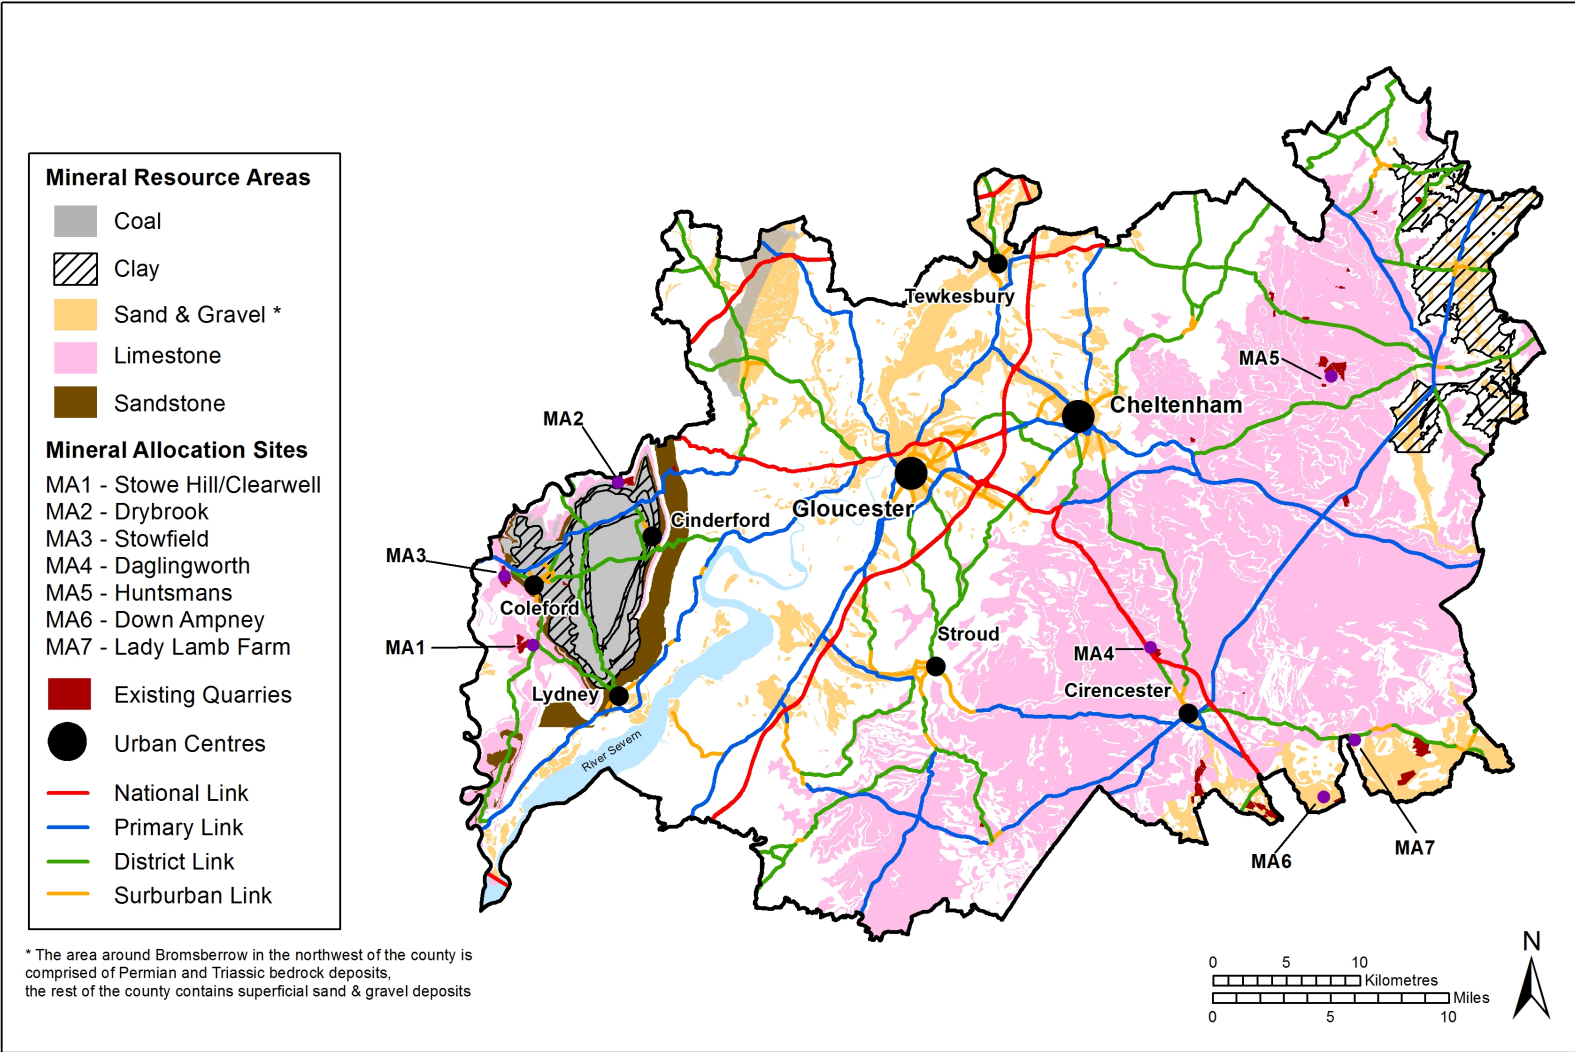 Mineral Resource Areas
Coal
Clay
Sand & Gravel *
Limestone
Sandstone
Mineral Allocation Sites
MA1 - Stowe Hill/Clearwell
MA2 - Drybrook
MA3 - Stowfield
MA4 - Daglingworth
MA5 - Huntsmans
MA6 - Down Ampney
MA7 - Lady Lamb Farm
Existing Quarries
Urban Centres
National Link
Primary Link
District Link
Surburban Link
* The area around Bromsberrow in the northwest of the county is
comprised of Permian and Triassic bedrock deposits,
the rest of the county contains superficial sand & gravel deposits
Tewkesbury
MA5
Cheltenham
MA2
Gloucester
Cinderford
MA3
Coleford
MA1
Stroud
MA4
Lydney
Cirencester
River Severn
MA6
MA7
N
0 5 10
Kilometres
Miles
0 5 10